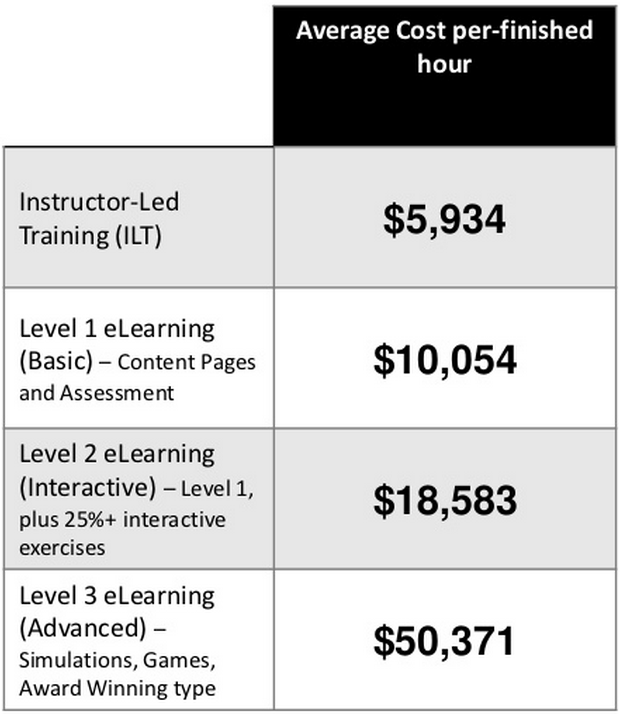 Average Cost per-finished
hour
Instructor-Led
Training (ILT)
$5,934
Level 1 eLearning
(Basic) – Content Pages
and Assessment
$10,054
Level 2 eLearning
(Interactive) – Level 1,
plus 25%+ interactive
exercises
$18,583
Level 3 eLearning
(Advanced) –
Simulations, Games,
Award Winning type
$50,371